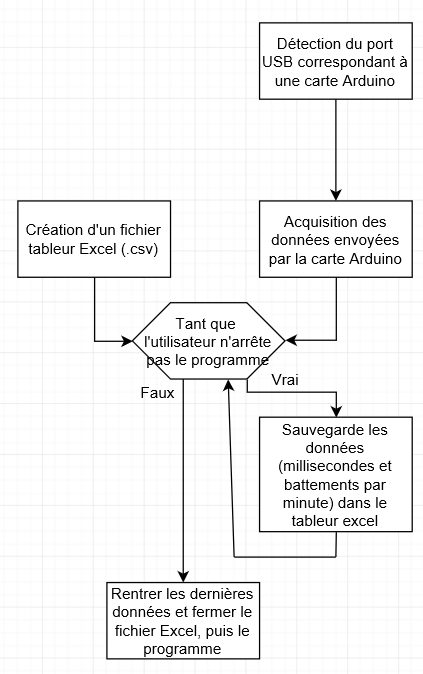 Détection du port
USB correspondant à
une carte Arduino
Création d'un fichier
tableur Excel (.csv)
Acquisition des
données envoyées
par la carte Arduino
Tant que
l'utilisateur n'arrête
pas le programme
Faux
Vrai
Sauvegarde les
données
(millisecondes et
battements par
minute) dans le
tableur excel
Rentrer les dernières
données et fermer le
fichier Excel, puis le
programme